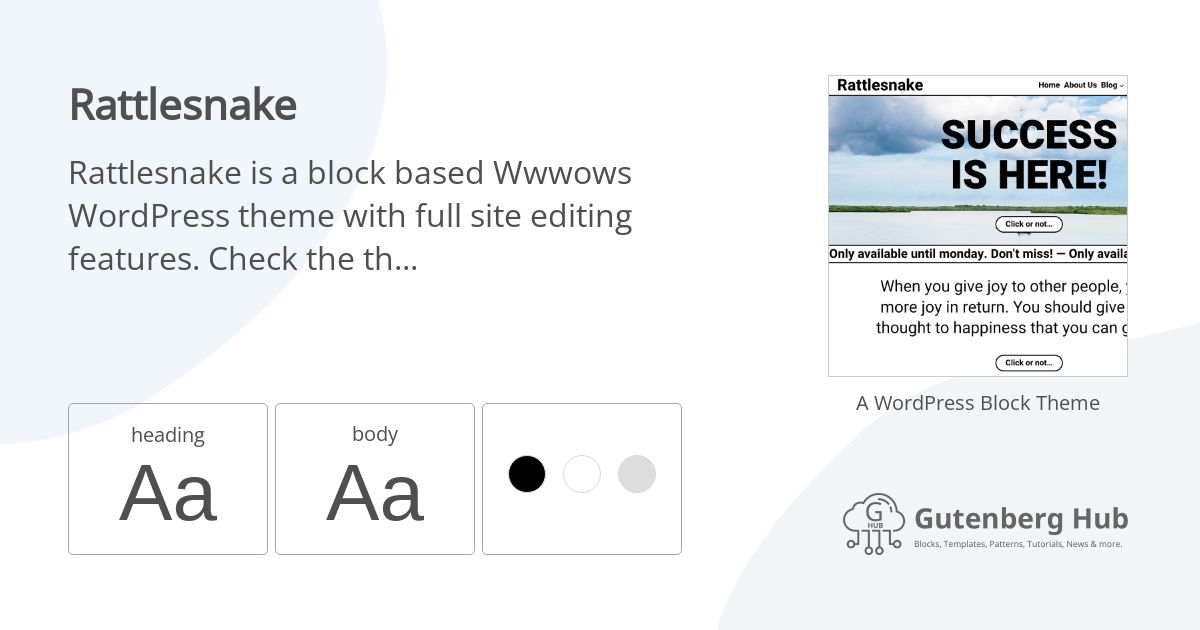 Rattlesnake
Rattlesnake is a block based Wwwows
WordPress theme with full site editing
features. Check the th...
heading
Aa
body
Aa
Rattlesnake
Home About Us Blog
SUCCESS
IS HERE!
Click or not...
Only available until monday. Don't miss! — Only availa
When you give joy to other people,
more joy in return. You should give
thought to happiness that you can g
Click or not...
A WordPress Block Theme
G
HUB
Gutenberg Hub
Blocks, Templates, Patterns, Tutorials, News & more.